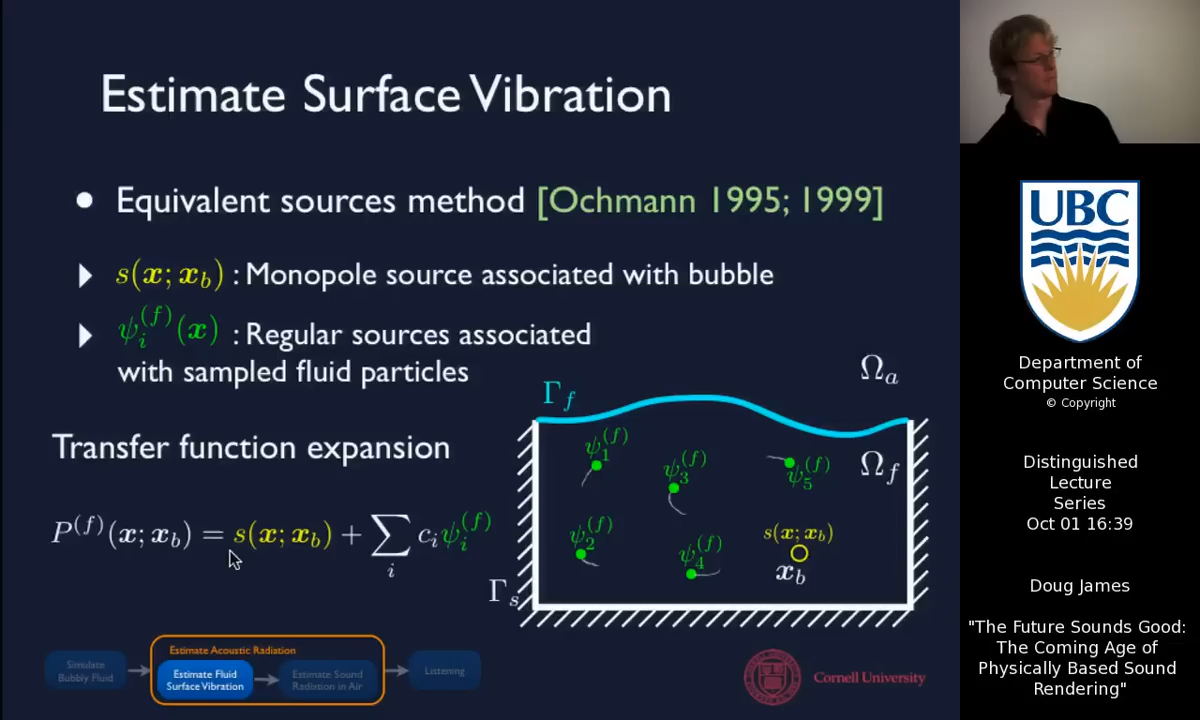 Estimate Surface Vibration
• Equivalent sources method [Ochmann 1995; 1999]
s(x; x_b) : Monopole source associated with bubble
ψ_i^(f)(x) : Regular sources associated
with sampled fluid particles
Transfer function expansion
P^(f)(x; x_b) = s(x; x_b) + ∑_i c_i ψ_i^(f)
Γ_f
Ω_a
ψ_1^(f)
ψ_3^(f)
ψ_5^(f)
Ω_f
ψ_2^(f)
ψ_4^(f)
s(x; x_b)
x_b
Γ_s
Simulate
Bubbly Fluid
Estimate Acoustic Radiation
Estimate Fluid
Surface Vibration
Estimate Sound
Radiation in Air
Listening
Cornell University
UBC
Department of
Computer Science
© Copyright
Distinguished
Lecture
Series
Oct 01 16:39
Doug James
"The Future Sounds Good:
The Coming Age of
Physically Based Sound
Rendering"